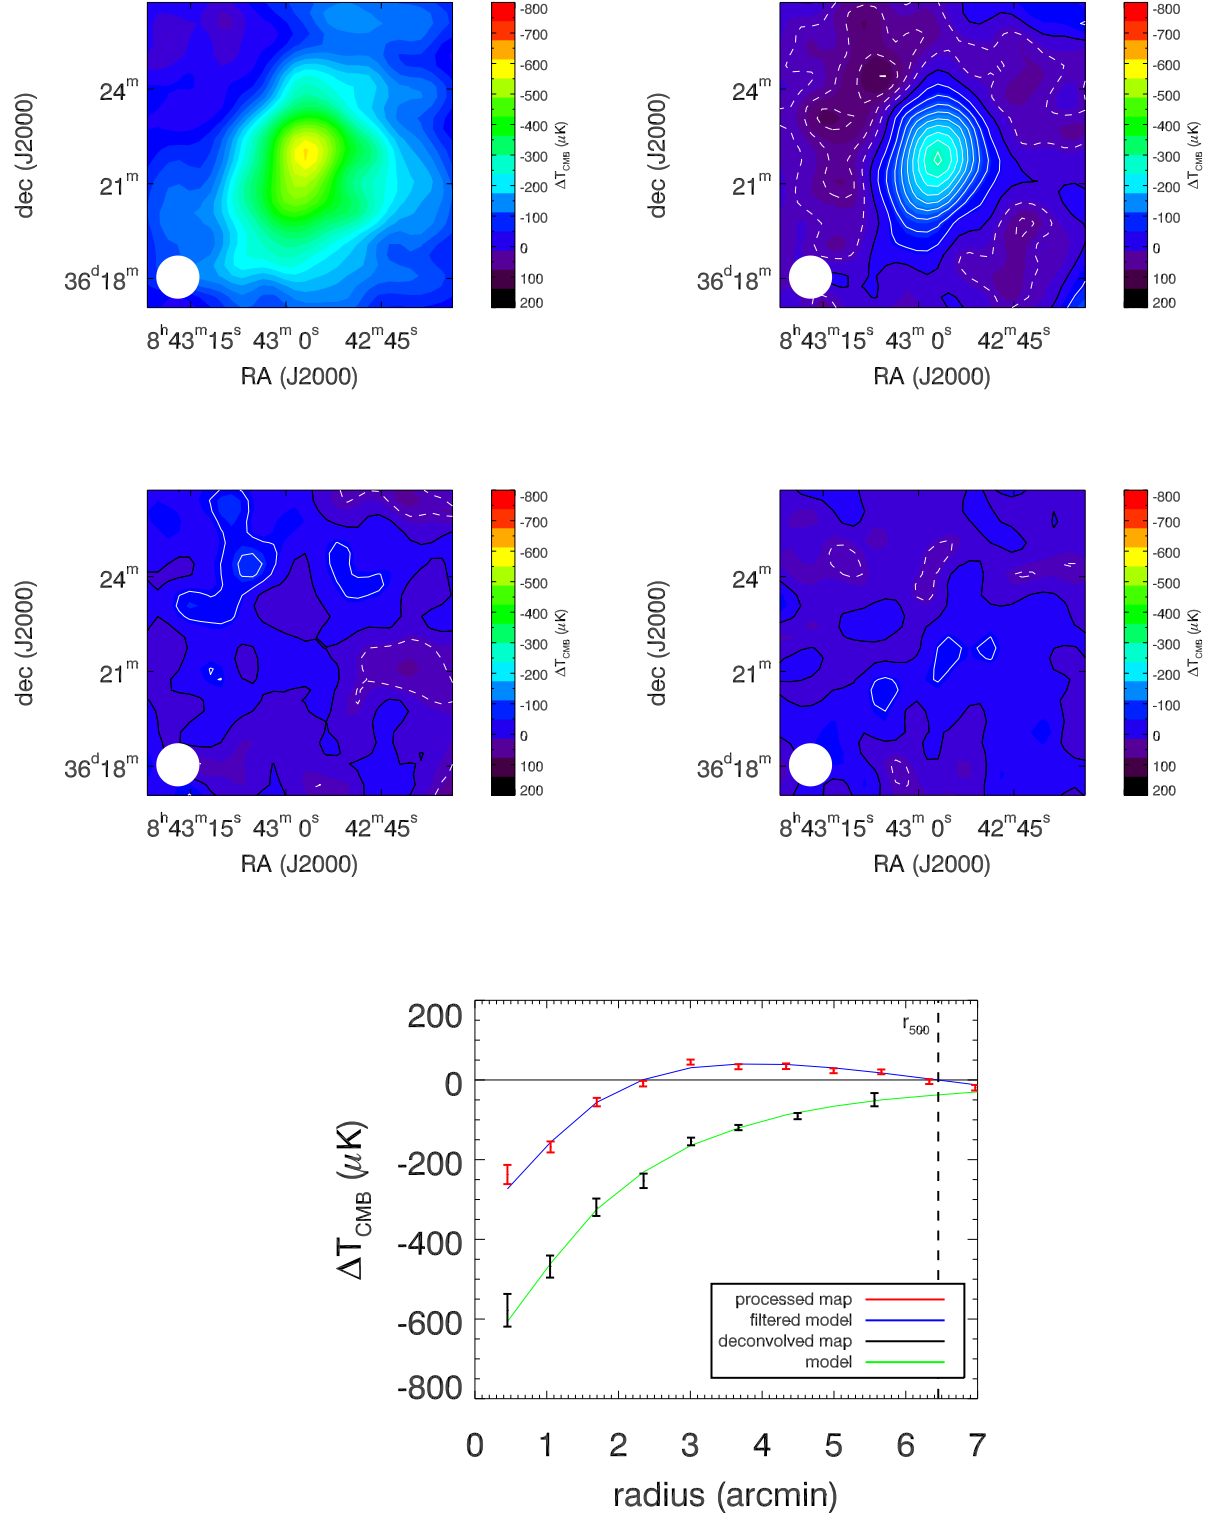 dec (J2000)
24ᵐ
21ᵐ
36ᵈ18ᵐ
8ʰ43ᵐ15ˢ 43ᵐ 0ˢ 42ᵐ45ˢ
RA (J2000)
-800
-700
-600
-500
-400
-300
-200
-100
0
100
200
ΔT_CMB (μK)
dec (J2000)
24ᵐ
21ᵐ
36ᵈ18ᵐ
8ʰ43ᵐ15ˢ 43ᵐ 0ˢ 42ᵐ45ˢ
RA (J2000)
-800
-700
-600
-500
-400
-300
-200
-100
0
100
200
ΔT_CMB (μK)
dec (J2000)
24ᵐ
21ᵐ
36ᵈ18ᵐ
8ʰ43ᵐ15ˢ 43ᵐ 0ˢ 42ᵐ45ˢ
RA (J2000)
-800
-700
-600
-500
-400
-300
-200
-100
0
100
200
ΔT_CMB (μK)
dec (J2000)
24ᵐ
21ᵐ
36ᵈ18ᵐ
8ʰ43ᵐ15ˢ 43ᵐ 0ˢ 42ᵐ45ˢ
RA (J2000)
-800
-700
-600
-500
-400
-300
-200
-100
0
100
200
ΔT_CMB (μK)
ΔT_CMB (μK)
200
0
-200
-400
-600
-800
r_500
processed map
filtered model
deconvolved map
model
0 1 2 3 4 5 6 7
radius (arcmin)